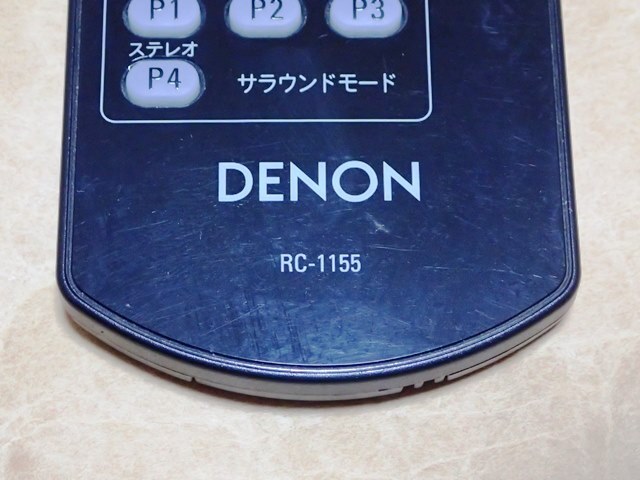 P1 P2 P3
ステレオ
P4 サラウンドモード
DENON
RC-1155